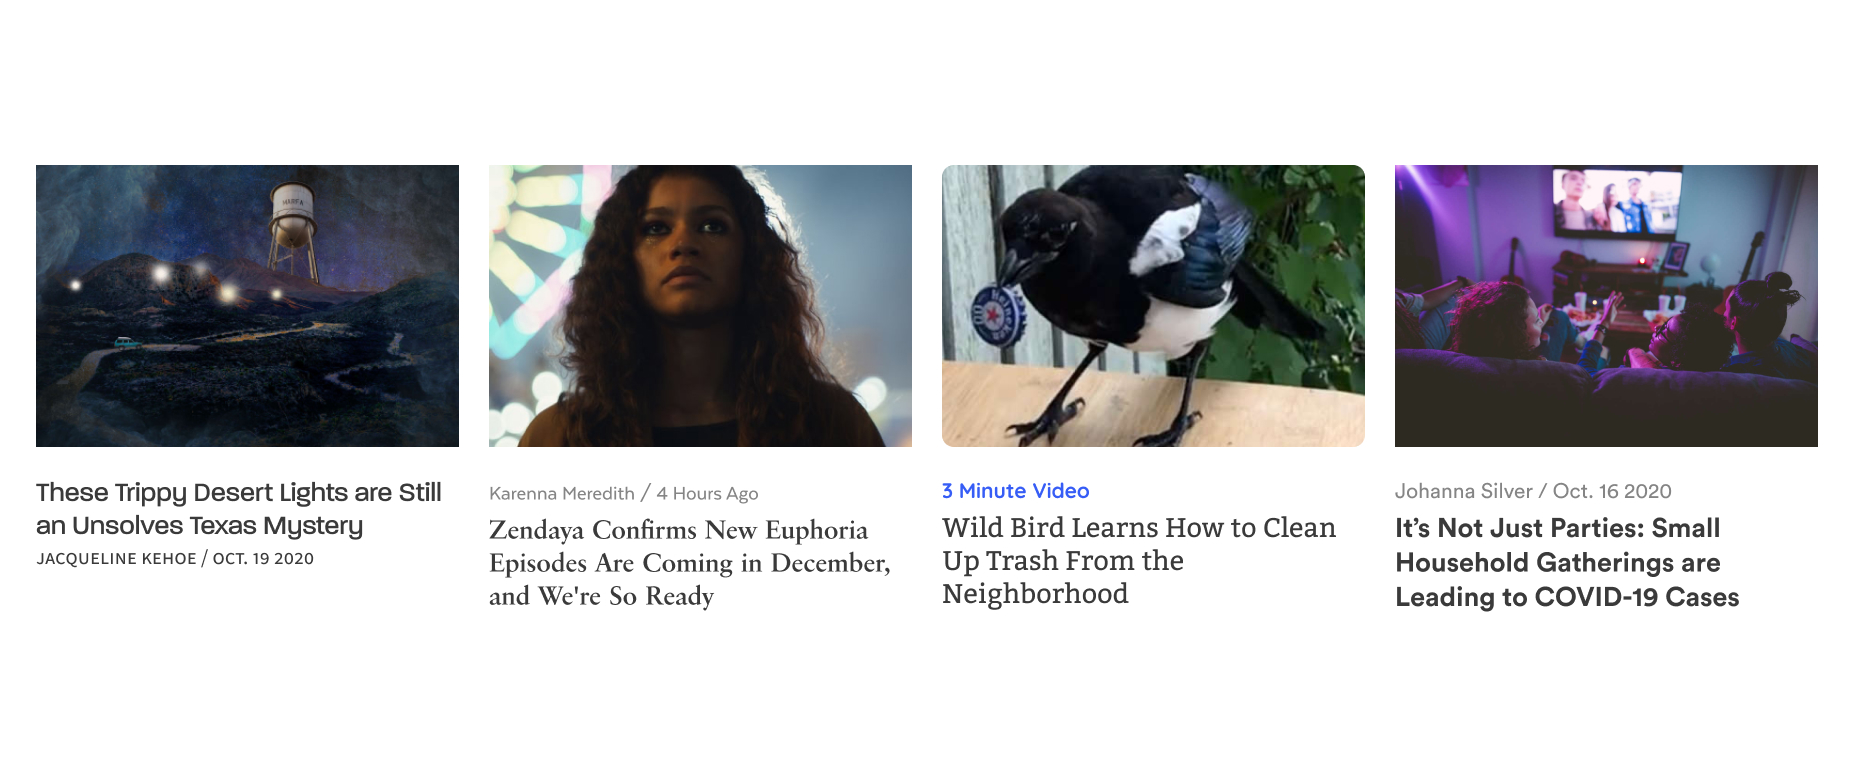 MARFA
These Trippy Desert Lights are Still
an Unsolves Texas Mystery
JACQUELINE KEHOE / OCT. 19 2020
Karenna Meredith / 4 Hours Ago
Zendaya Confirms New Euphoria
Episodes Are Coming in December,
and We're So Ready
3 Minute Video
Wild Bird Learns How to Clean
Up Trash From the
Neighborhood
Johanna Silver / Oct. 16 2020
It’s Not Just Parties: Small
Household Gatherings are
Leading to COVID-19 Cases